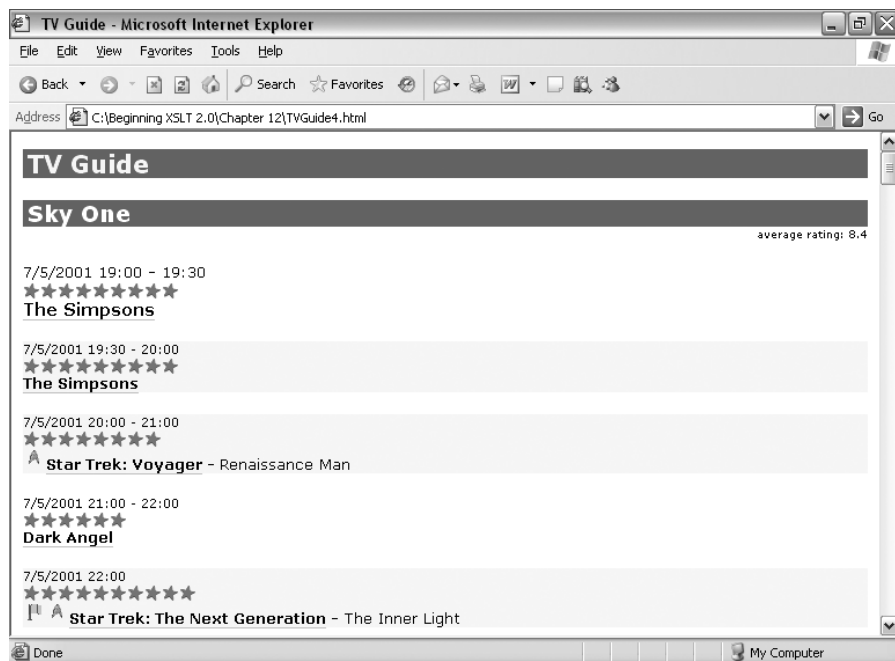 TV Guide - Microsoft Internet Explorer
File Edit View Favorites Tools Help
Back Search Favorites
Address C:\Beginning XSLT 2.0\Chapter 12\TVGuide4.html Go
TV Guide
Sky One
average rating: 8.4
7/5/2001 19:00 - 19:30
The Simpsons
7/5/2001 19:30 - 20:00
The Simpsons
7/5/2001 20:00 - 21:00
Star Trek: Voyager - Renaissance Man
7/5/2001 21:00 - 22:00
Dark Angel
7/5/2001 22:00
Star Trek: The Next Generation - The Inner Light
Done My Computer